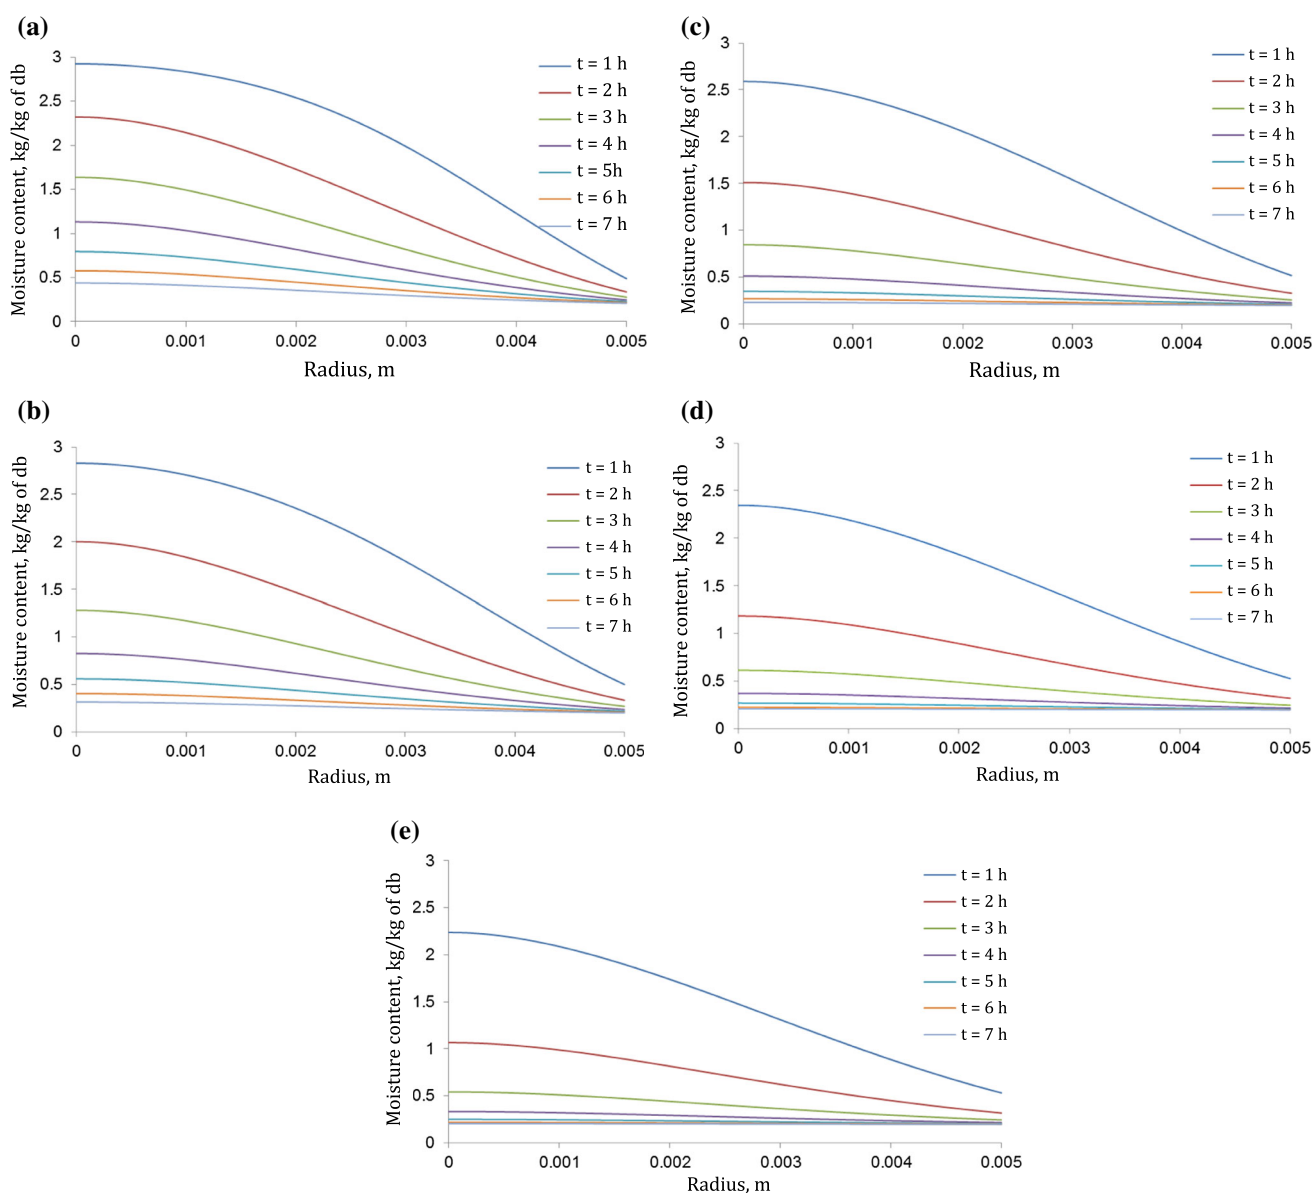 (a)
Moisture content, kg/kg of db
3
2.5
2
1.5
1
0.5
0
0 0.001 0.002 0.003 0.004 0.005
Radius, m
t = 1 h
t = 2 h
t = 3 h
t = 4 h
t = 5h
t = 6 h
t = 7 h
(c)
Moisture content, kg/kg of db
3
2.5
2
1.5
1
0.5
0
0 0.001 0.002 0.003 0.004 0.005
Radius, m
t = 1 h
t = 2 h
t = 3 h
t = 4 h
t = 5 h
t = 6 h
t = 7 h
(b)
Moisture content, kg/kg of db
3
2.5
2
1.5
1
0.5
0
0 0.001 0.002 0.003 0.004 0.005
Radius, m
t = 1 h
t = 2 h
t = 3 h
t = 4 h
t = 5 h
t = 6 h
t = 7 h
(d)
Moisture content, kg/kg of db
3
2.5
2
1.5
1
0.5
0
0 0.001 0.002 0.003 0.004 0.005
Radius, m
t = 1 h
t = 2 h
t = 3 h
t = 4 h
t = 5 h
t = 6 h
t = 7 h
(e)
Moisture content, kg/kg of db
3
2.5
2
1.5
1
0.5
0
0 0.001 0.002 0.003 0.004 0.005
Radius, m
t = 1 h
t = 2 h
t = 3 h
t = 4 h
t = 5 h
t = 6 h
t = 7 h